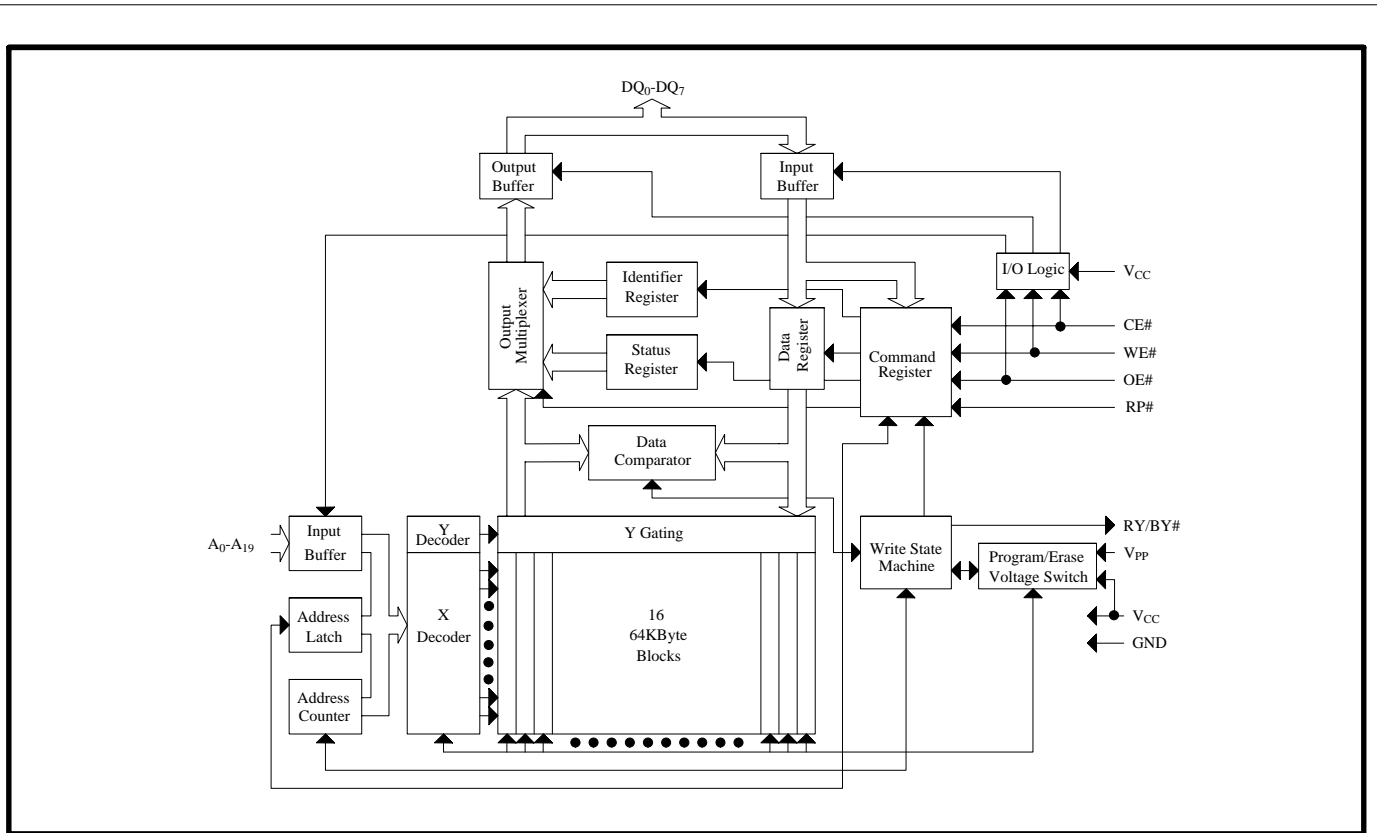 DQ0-DQ7
Output
Buffer
Input
Buffer
I/O Logic
VCC
Output
Multiplexer
Identifier
Register
Status
Register
Data
Register
Command
Register
CE#
WE#
OE#
RP#
Data
Comparator
A0-A19
Input
Buffer
Y
Decoder
Y Gating
Write State
Machine
RY/BY#
Program/Erase
Voltage Switch
VPP
VCC
GND
Address
Latch
X
Decoder
16
64KByte
Blocks
Address
Counter